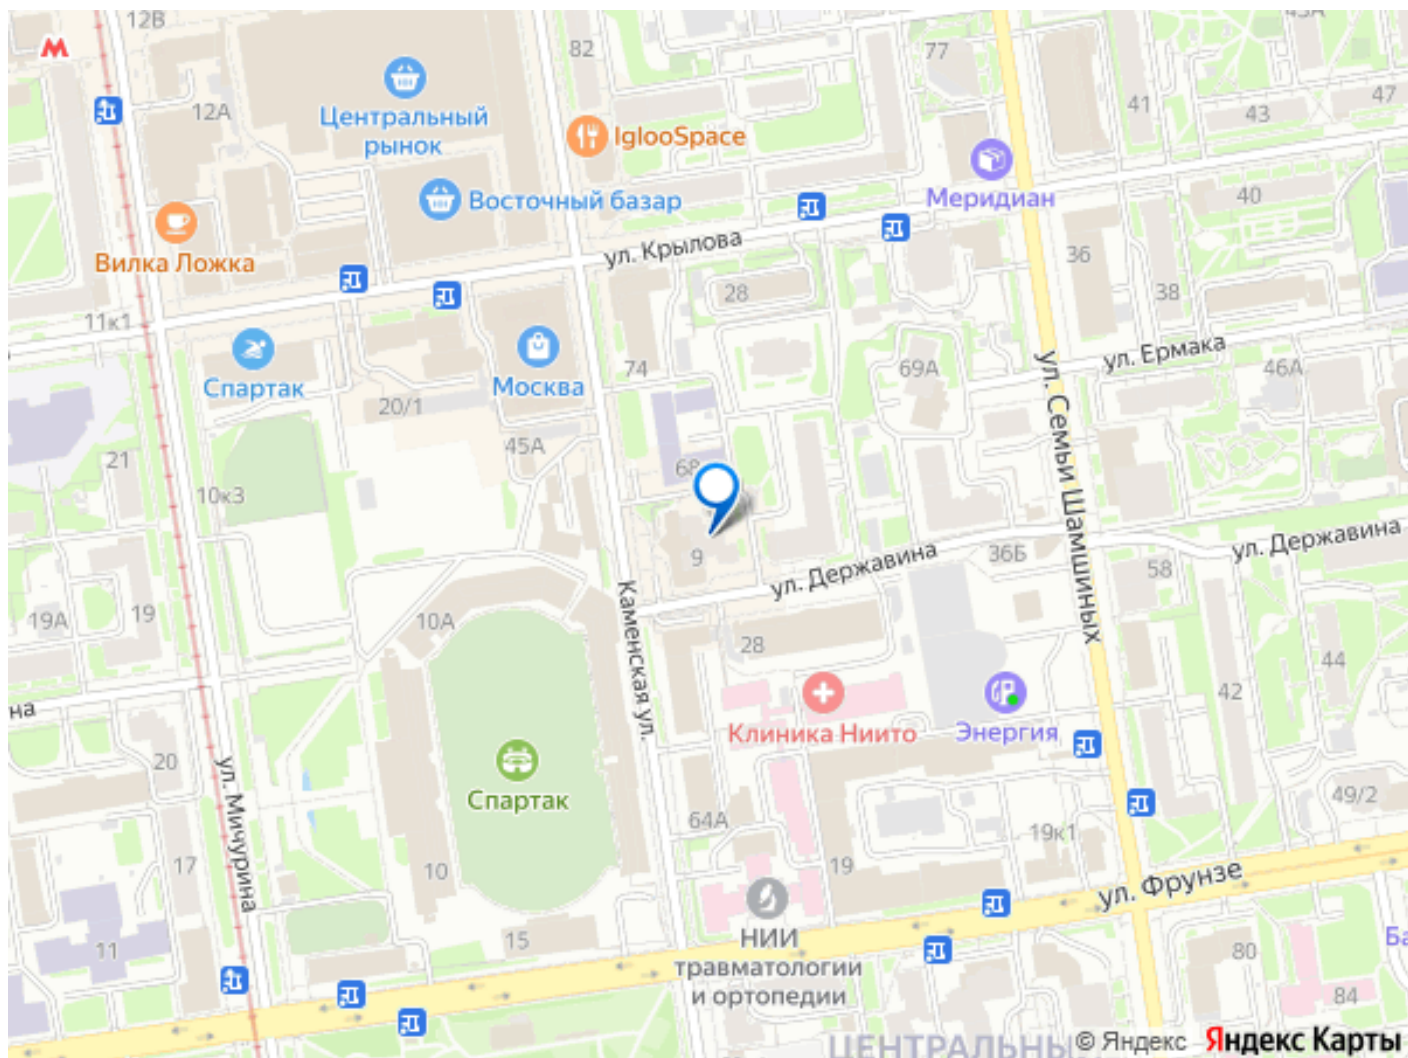 12В
82
77
43А
47
41
43
12А
Центральный
рынок
IglooSpace
Меридиан
40
Восточный базар
ул. Крылова
Вилка Ложка
36
28
38
11к1
ул. Ермака
74
69А
46А
Спартак
Москва
20/1
45А
21
68
10к3
ул. Семьи Шамшиных
9
ул. Державина
36Б
ул. Державина
58
19А
19
10А
Каменская ул.
28
44
42
на
Клиника Ниито
Энергия
20
ул. Мичурина
Спартак
49/2
64А
19к1
17
10
19
ул. Фрунзе
11
15
НИИ
травматологии
и ортопедии
80
Ба
84
ЦЕНТРАЛЬНЫ
© Яндекс Яндекс Карты